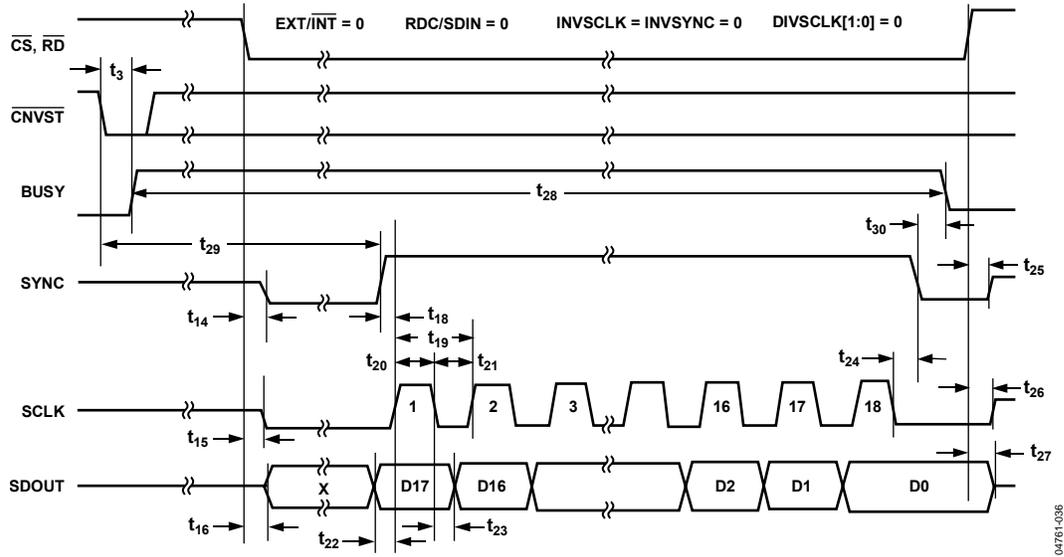 EXT/INT = 0 RDC/SDIN = 0 INVSCLK = INVSYNC = 0 DIVSCLK[1:0] = 0
CS, RD
t3
CNVST
BUSY
t28
t30
t29
t25
SYNC
t14
t18
t19
t20
t21
t24
t26
SCLK
1 2 3 16 17 18
t15
t27
SDOUT
X D17 D16 D2 D1 D0
t16
t22
t23
04761-036